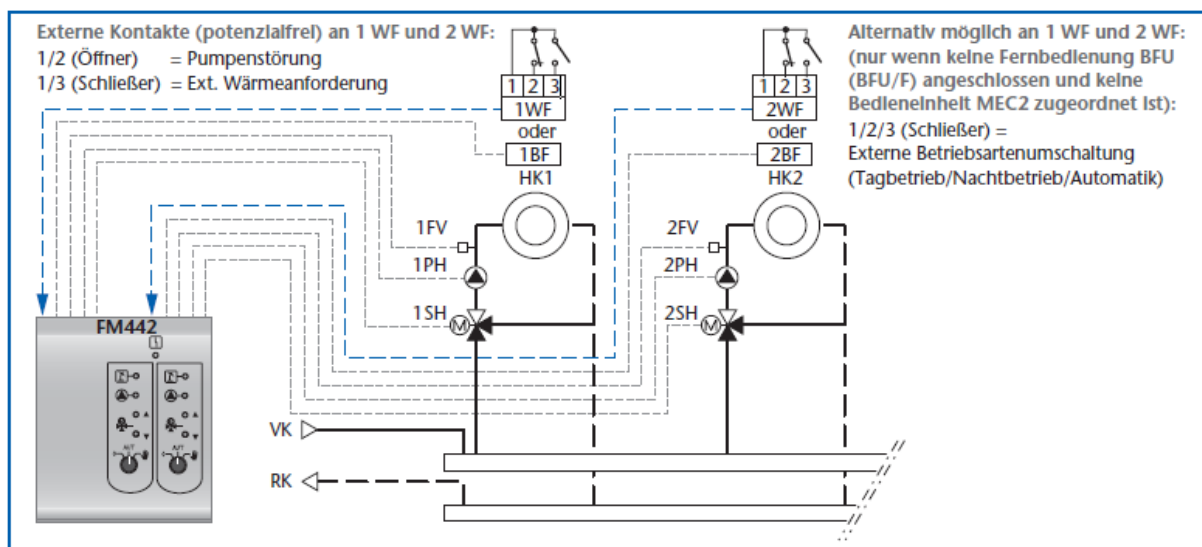 Externe Kontakte (potenzialfrei) an 1 WF und 2 WF:
1/2 (Öffner) = Pumpenstörung
1/3 (Schließer) = Ext. Wärmeanforderung
1 2 3
1WF
oder
1BF
HK1
1FV
1PH
1SH
M
1 2 3
2WF
oder
2BF
HK2
2FV
2PH
2SH
M
Alternativ möglich an 1 WF und 2 WF:
(nur wenn keine Fernbedienung BFU
(BFU/F) angeschlossen und keine
Bedieneinheit MEC2 zugeordnet ist):
1/2/3 (Schließer) =
Externe Betriebsartenumschaltung
(Tagbetrieb/Nachtbetrieb/Automatik)
FM442
AUT
AUT
VK
RK